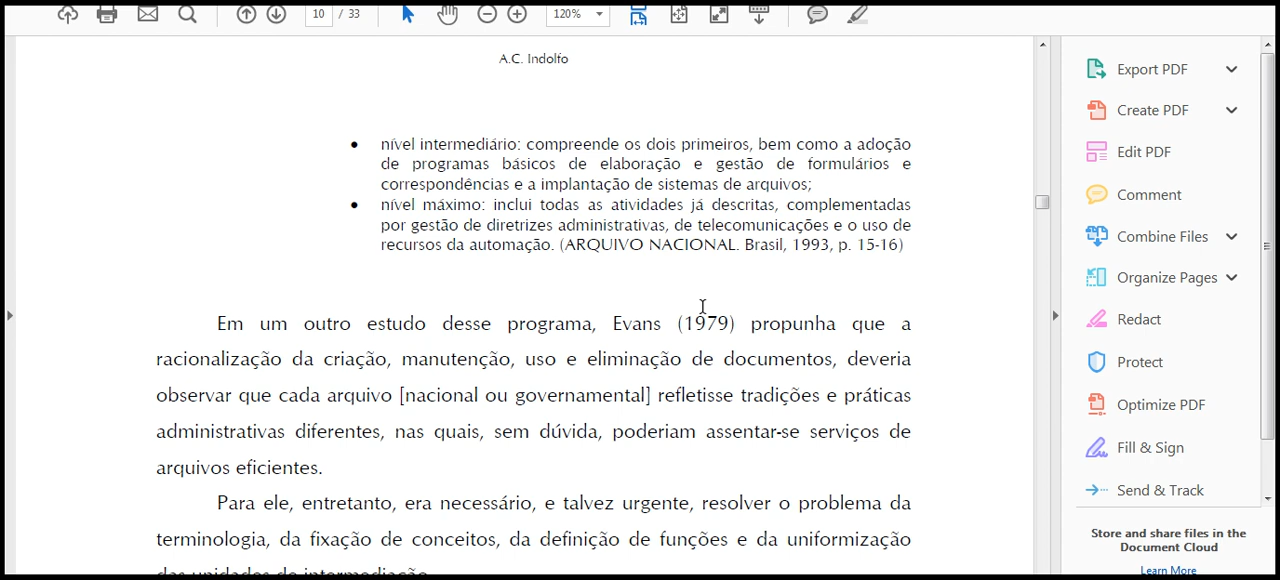 10 / 33
120%
A.C. Indolfo
• nível intermediário: compreende os dois primeiros, bem como a adoção
de programas básicos de elaboração e gestão de formulários e
correspondências e a implantação de sistemas de arquivos;
• nível máximo: inclui todas as atividades já descritas, complementadas
por gestão de diretrizes administrativas, de telecomunicações e o uso de
recursos da automação. (ARQUIVO NACIONAL. Brasil, 1993, p. 15-16)
Em um outro estudo desse programa, Evans (1979) propunha que a
racionalização da criação, manutenção, uso e eliminação de documentos, deveria
observar que cada arquivo [nacional ou governamental] refletisse tradições e práticas
administrativas diferentes, nas quais, sem dúvida, poderiam assentar-se serviços de
arquivos eficientes.
Para ele, entretanto, era necessário, e talvez urgente, resolver o problema da
terminologia, da fixação de conceitos, da definição de funções e da uniformização
das unidades de intermediação
Export PDF
Create PDF
Edit PDF
Comment
Combine Files
Organize Pages
Redact
Protect
Optimize PDF
Fill & Sign
Send & Track
Store and share files in the
Document Cloud
Learn More